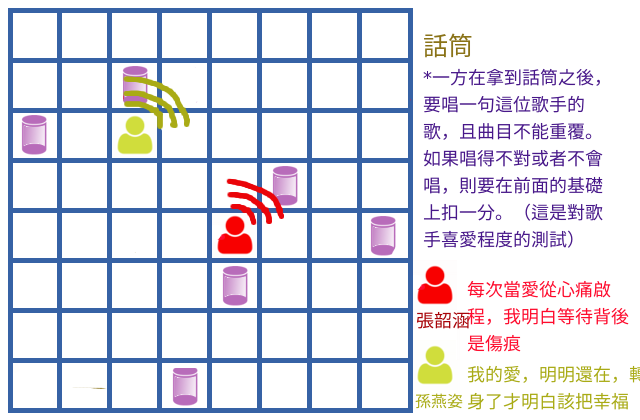 話筒
*一方在拿到話筒之後，
要唱一句這位歌手的
歌，且曲目不能重覆。
如果唱得不對或者不會
唱，則要在前面的基礎
上扣一分。（這是對歌
手喜愛程度的測試）
每次當愛從心痛啟
程，我明白等待背後
是傷痕
張韶涵
我的愛，明明還在，轉
身了才明白該把幸福
孫燕姿